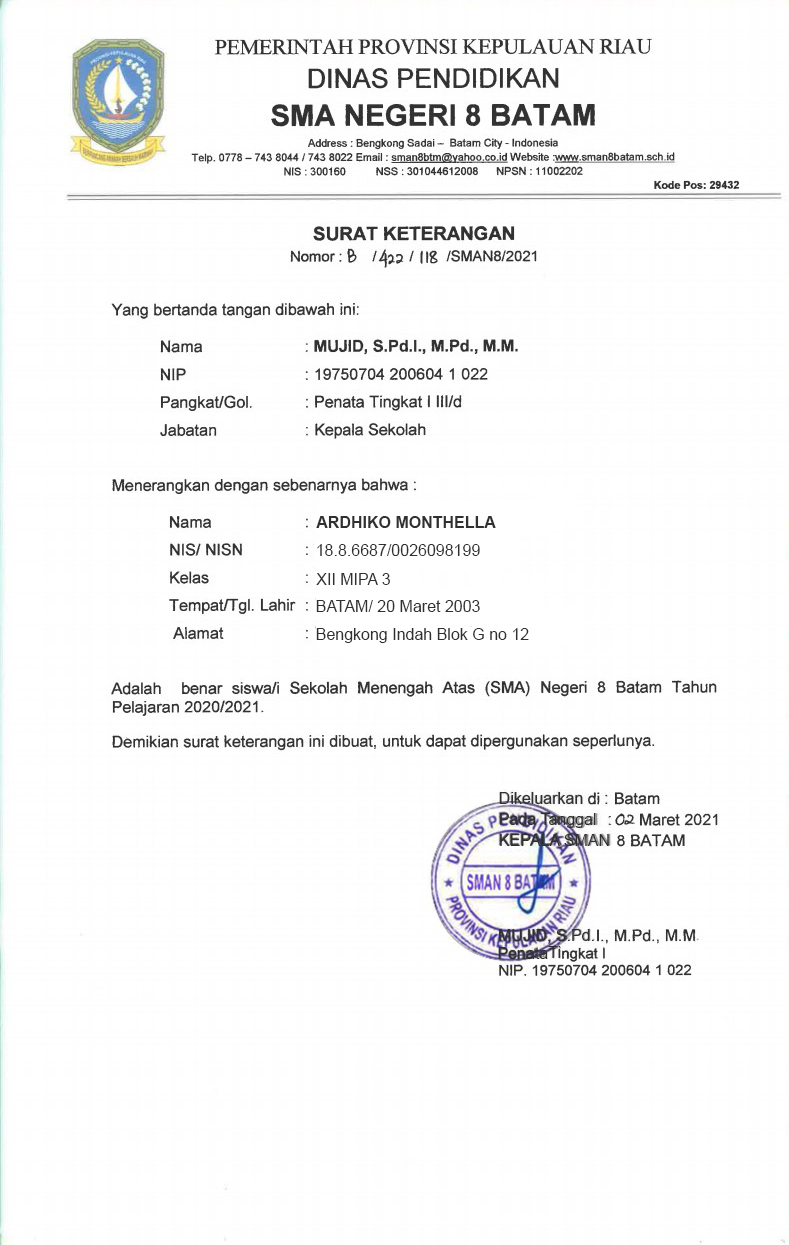 PEMERINTAH PROVINSI KEPULAUAN RIAU
DINAS PENDIDIKAN
SMA NEGERI 8 BATAM
Address : Bengkong Sadai – Batam City - Indonesia
Telp. 0778 – 743 8044 / 743 8022 Email : sman8btm@yahoo.co.id Website :www.sman8batam.sch.id
NIS : 300160 NSS : 301044612008 NPSN : 11002202
Kode Pos: 29432
SURAT KETERANGAN
Nomor : B /422 / 118 /SMAN8/2021
Yang bertanda tangan dibawah ini:
Nama : MUJID, S.Pd.I., M.Pd., M.M.
NIP : 19750704 200604 1 022
Pangkat/Gol. : Penata Tingkat I III/d
Jabatan : Kepala Sekolah
Menerangkan dengan sebenarnya bahwa :
Nama : ARDHIKO MONTHELLA
NIS/ NISN : 18.8.6687/0026098199
Kelas : XII MIPA 3
Tempat/Tgl. Lahir : BATAM/ 20 Maret 2003
Alamat : Bengkong Indah Blok G no 12
Adalah benar siswa/i Sekolah Menengah Atas (SMA) Negeri 8 Batam Tahun
Pelajaran 2020/2021.
Demikian surat keterangan ini dibuat, untuk dapat dipergunakan seperlunya.
Dikeluarkan di : Batam
Pada Tanggal : 02 Maret 2021
KEPALA SMAN 8 BATAM
DINAS PENDIDIKAN
SMAN 8 BATAM
PROVINSI KEPULAUAN RIAU
MUJID, S.Pd.I., M.Pd., M.M.
Penata Tingkat I
NIP. 19750704 200604 1 022